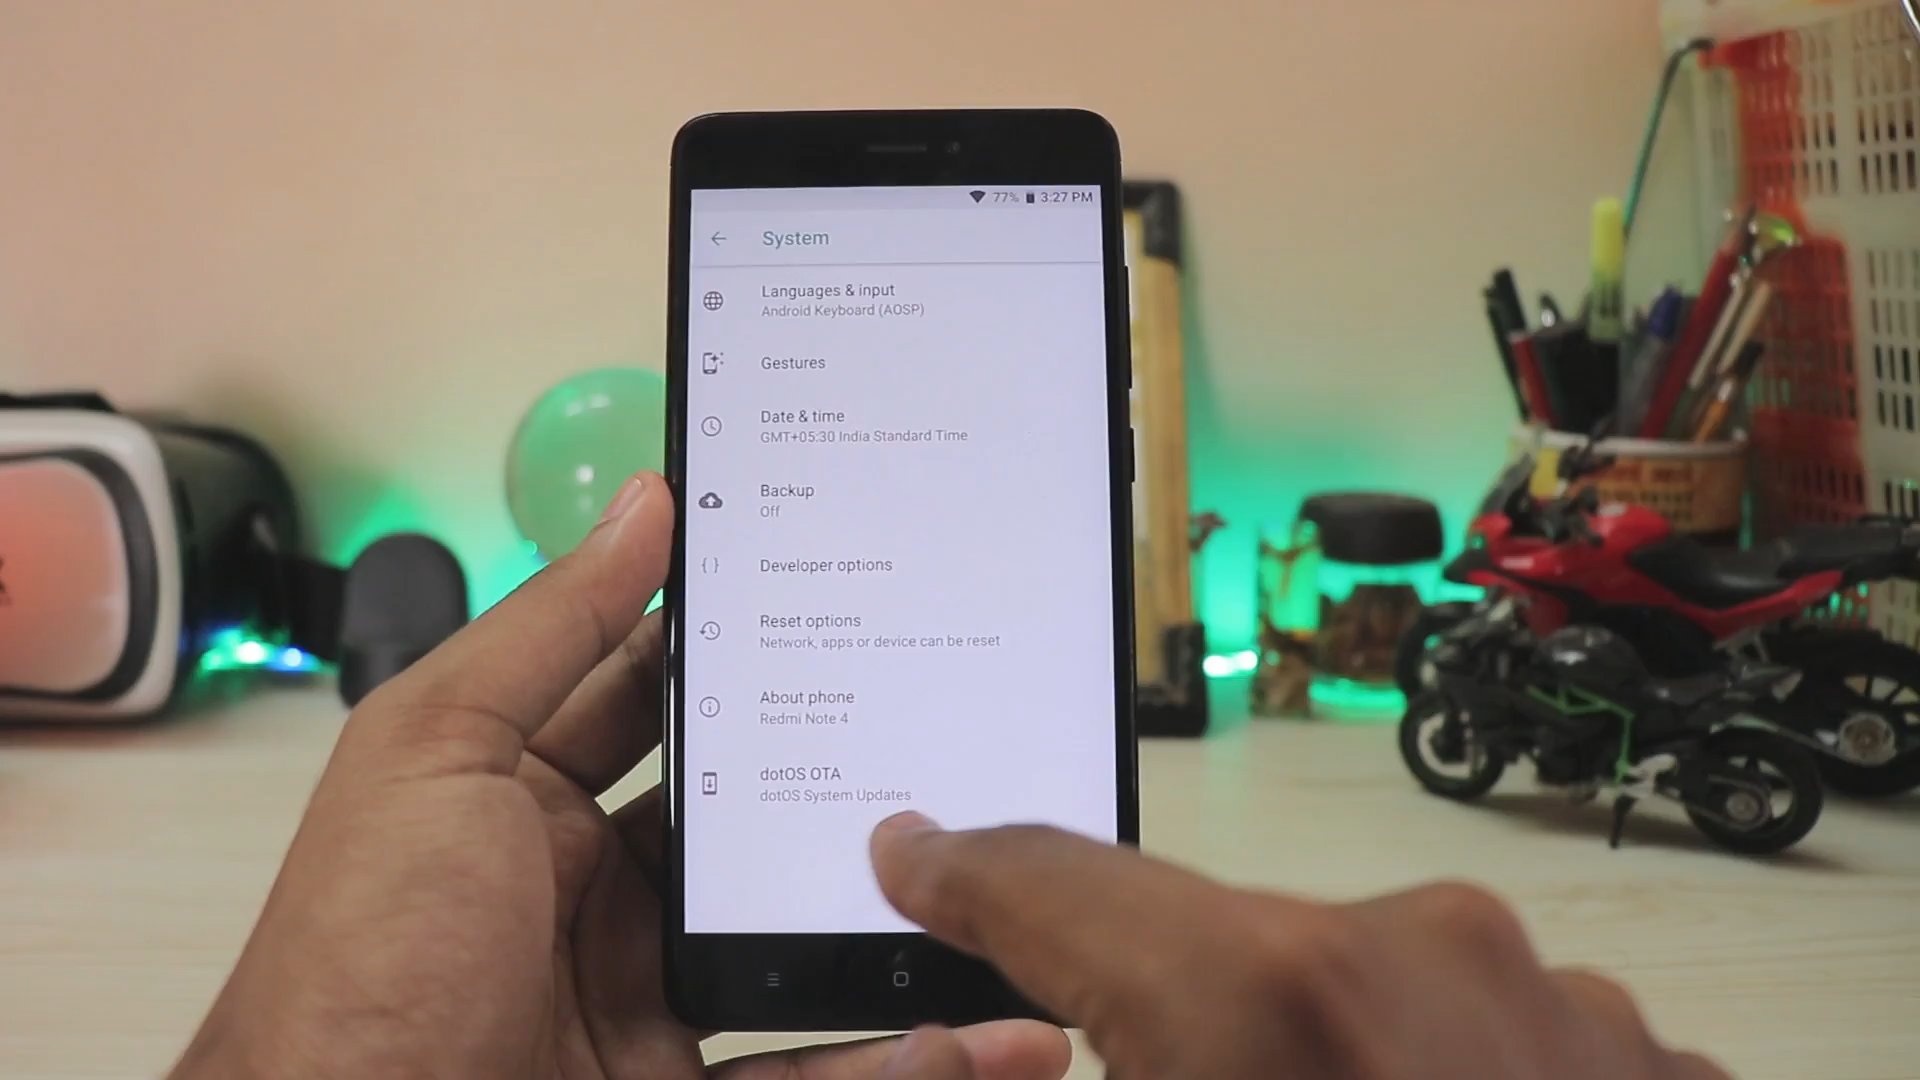 77% 3:27 PM
System
Languages & input
Android Keyboard (AOSP)
Gestures
Date & time
GMT+05:30 India Standard Time
Backup
Off
Developer options
Reset options
Network, apps or device can be reset
About phone
Redmi Note 4
dotOS OTA
dotOS System Updates